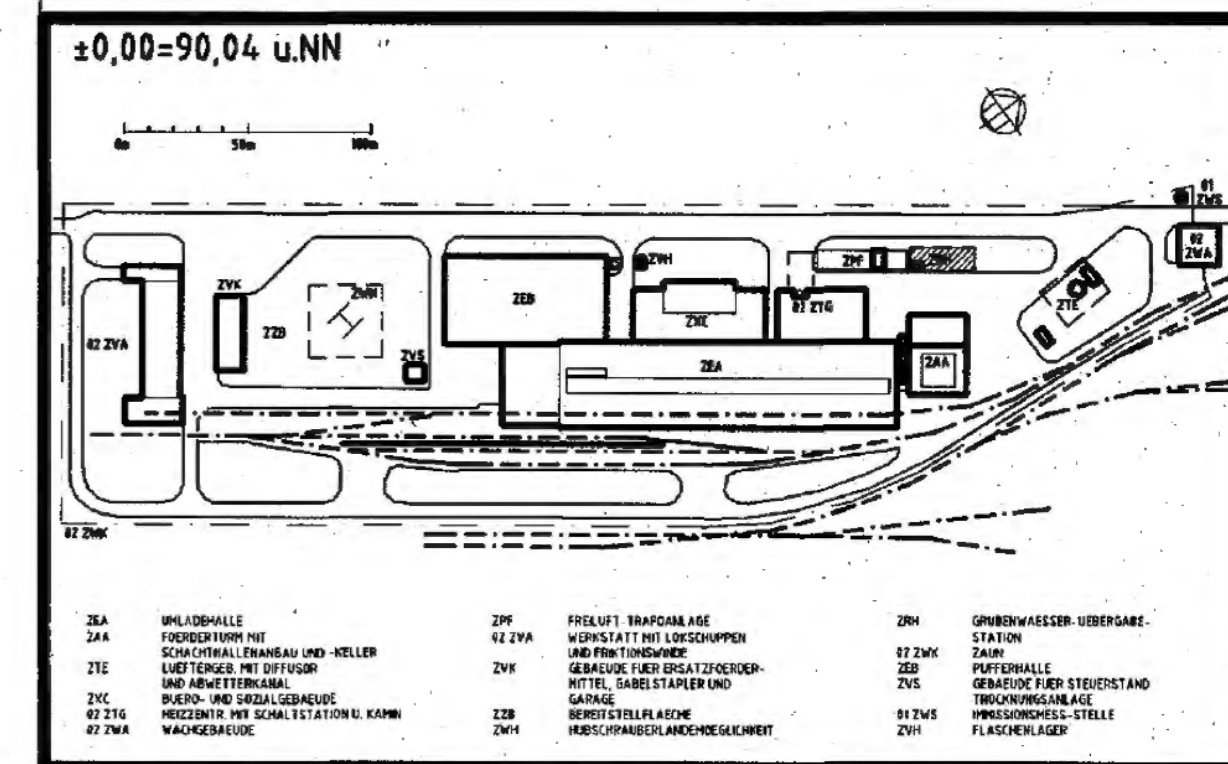 ±0,00=90,04 ü.NN
0m 50m 100m
01
ZWS
02
ZWA
ZVH
ZPF
ZVK
ZWH
ZEB
ZTE
ZXC
02 ZTG
ZZB
02 ZVA
ZVS
ZEA
ZAA
02 ZWK
ZEA UMLADEHALLE
ZAA FOERDERTURM MIT
SCHACHTHALLENANBAU UND -KELLER
ZTE LUEFTERGEB. MIT DIFFUSOR
UND ABWETTERKANAL
ZXC BUERO- UND SOZIALGEBAEUDE
02 ZTG HEIZZENTR. MIT SCHALTSTATION U. KAMIN
02 ZWA WACHGEBAEUDE
ZPF FREILUFT-TRAFOANLAGE
02 ZVA WERKSTATT MIT LOKSCHUPPEN
UND FRIKTIONSWINDE
ZVK GEBAEUDE FUER ERSATZFOERDER-
MITTEL, GABELSTAPLER UND
GARAGE
ZZB BEREITSTELLFLAECHE
ZWH HUBSCHRAUBERLANDEMOEGLICHKEIT
ZRH GRUBENWAESSER-UEBERGABE-
STATION
02 ZWK ZAUN
ZEB PUFFERHALLE
ZVS GEBAEUDE FUER STEUERSTAND
TROCKNUNGSANLAGE
01 ZWS IMMISSIONSMESS-STELLE
ZVH FLASCHENLAGER